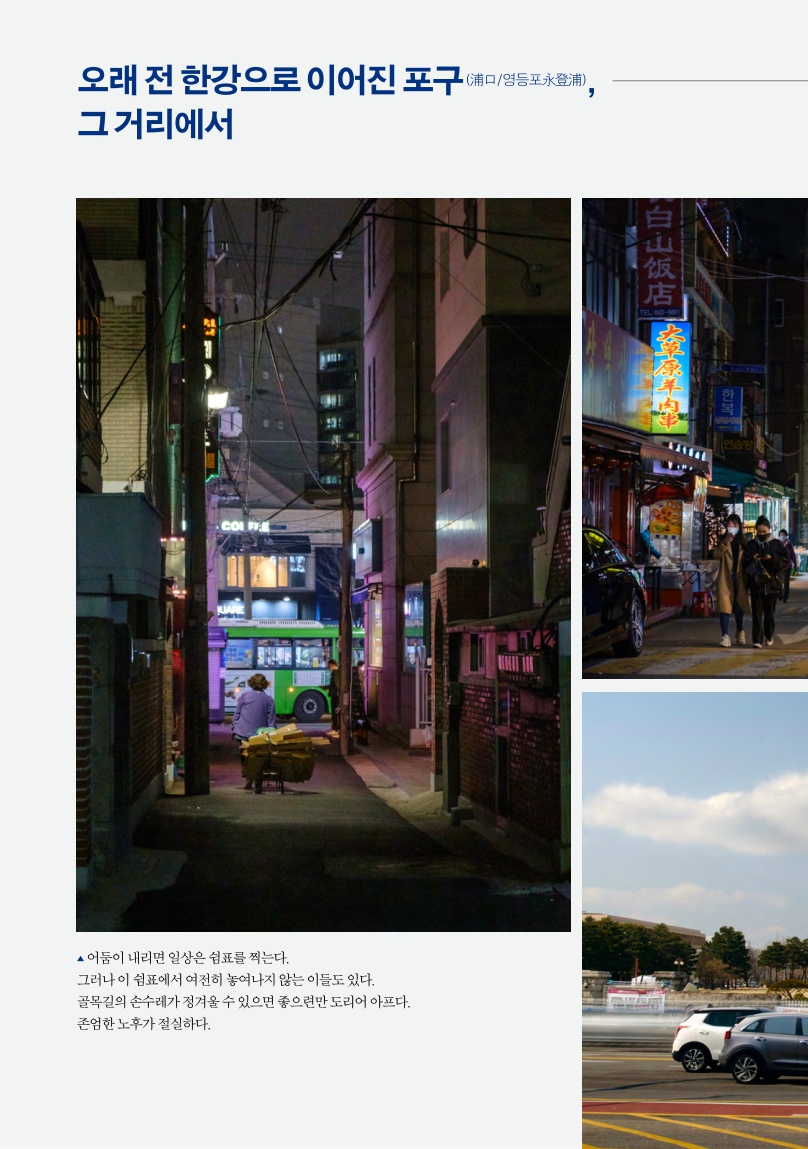 오래 전 한강으로 이어진 포구(浦口/영등포永登浦),
그 거리에서
白山饭店
TEL·845-9981
大草原羊肉串
한복
COFFEE
QUARE
▲ 어둠이 내리면 일상은 쉼표를 찍는다.
그러나 이 쉼표에서 여전히 놓여나지 않는 이들도 있다.
골목길의 손수레가 정겨울 수 있으면 좋으련만 도리어 아프다.
존엄한 노후가 절실하다.